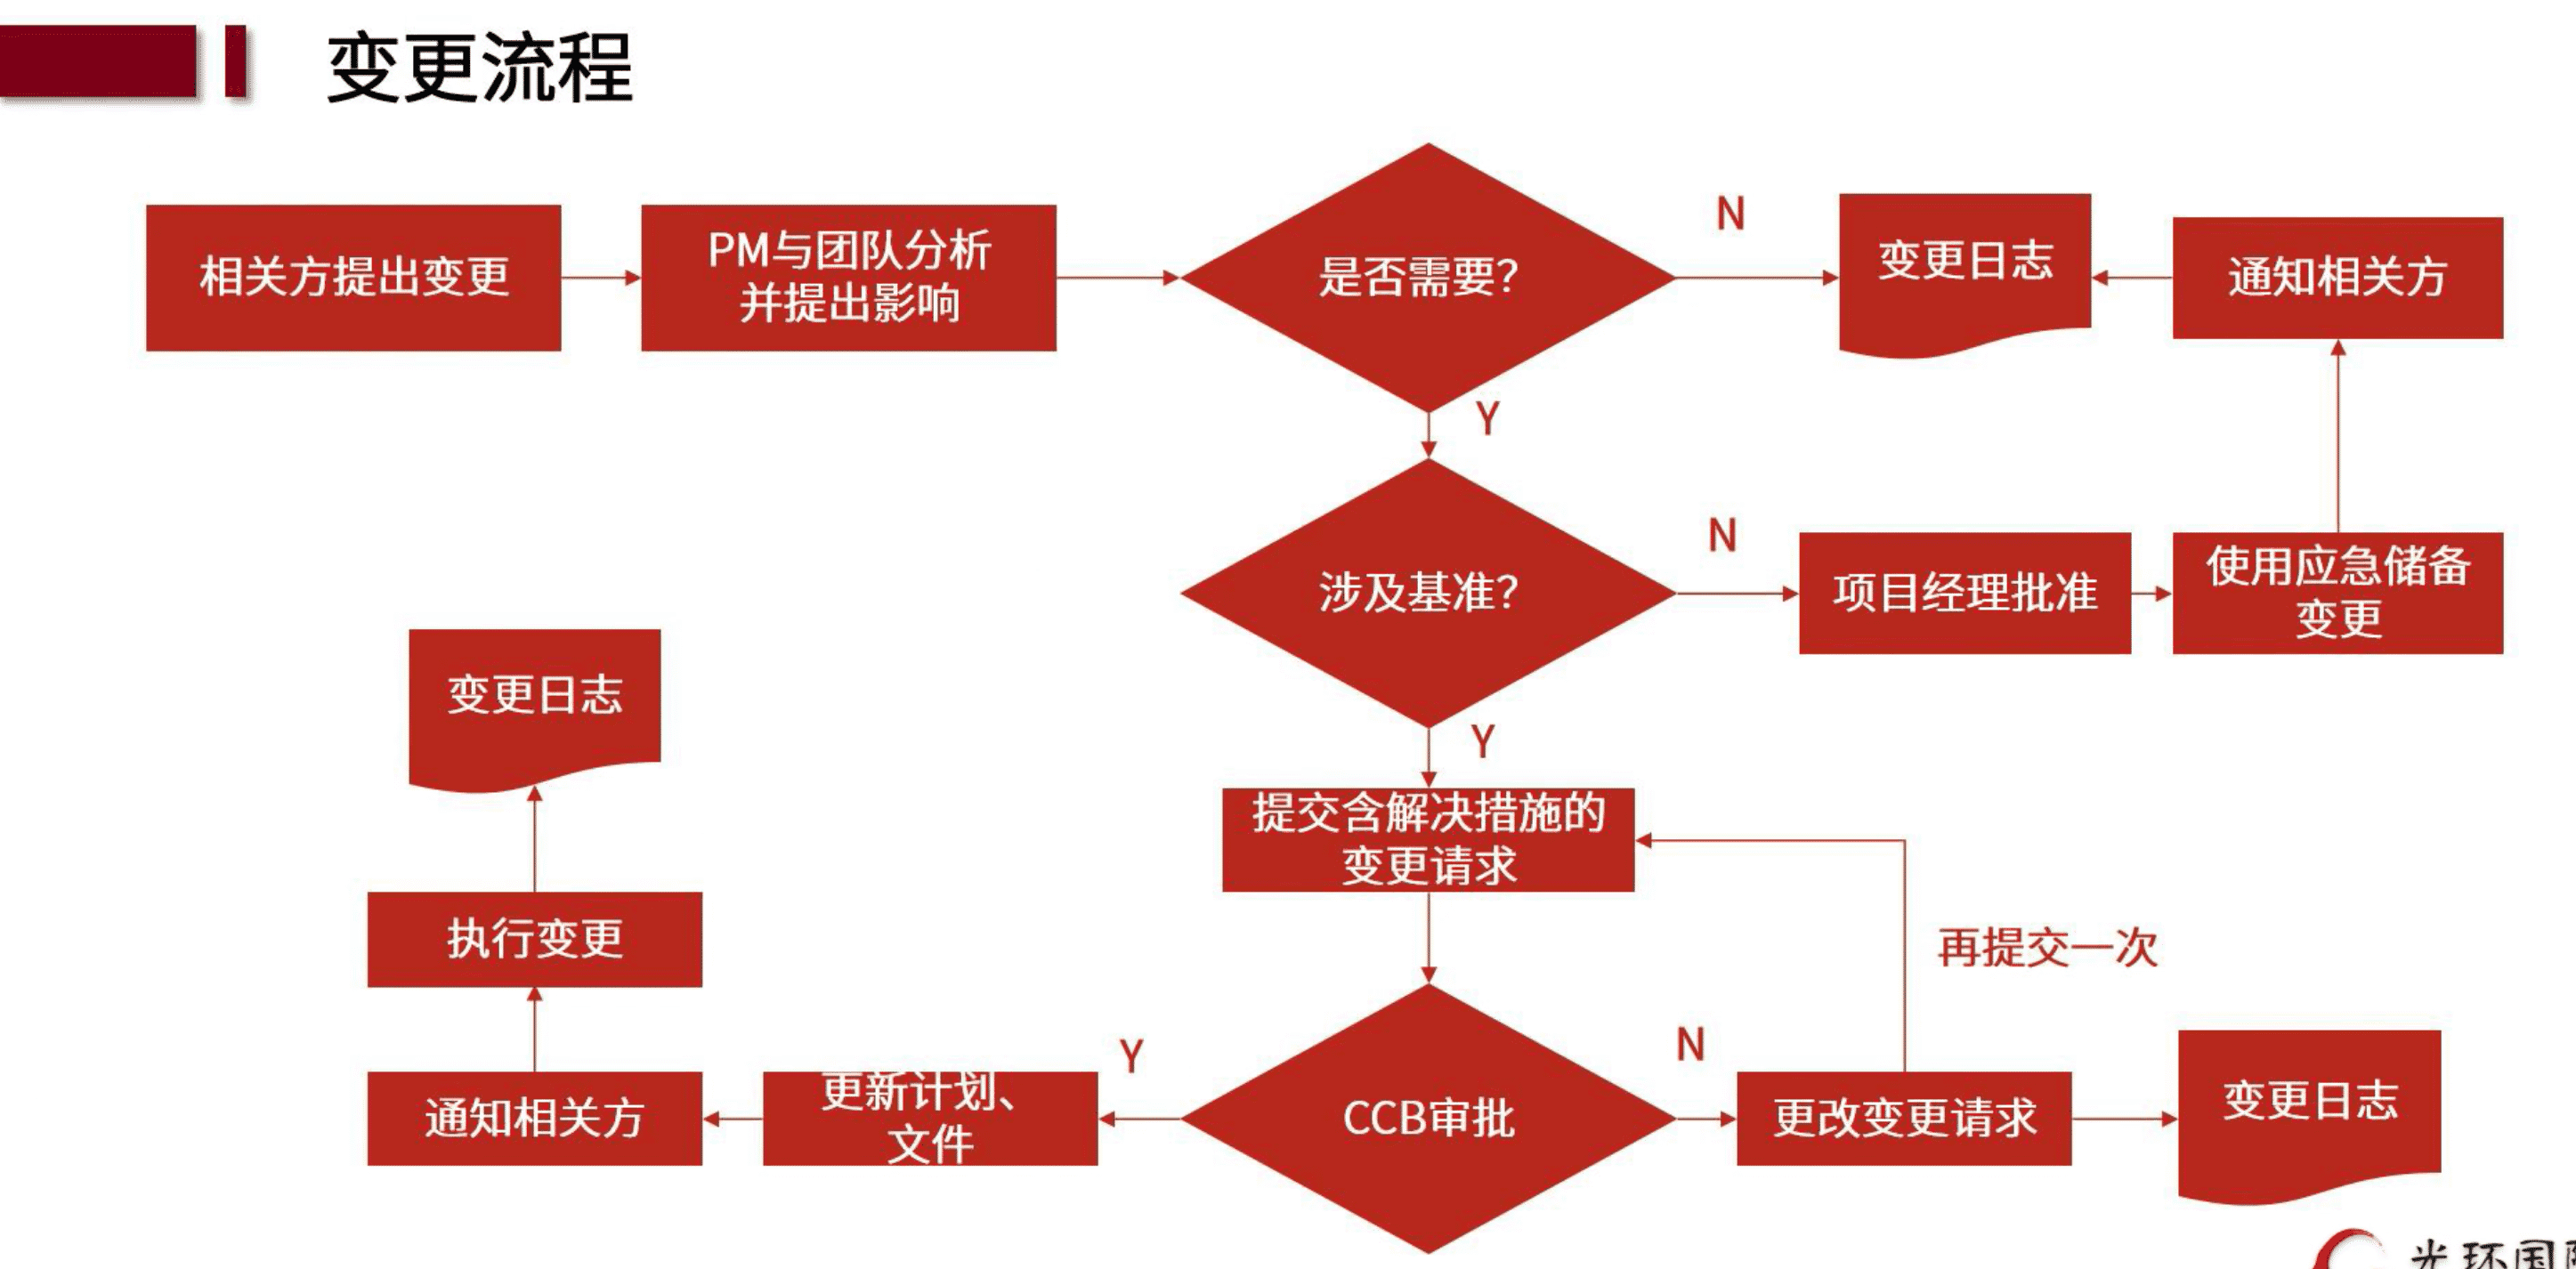 变更流程
相关方提出变更
PM与团队分析
并提出影响
是否需要?
N
变更日志
通知相关方
Y
涉及基准?
N
项目经理批准
使用应急储备
变更
Y
提交含解决措施的
变更请求
再提交一次
CCB审批
N
更改变更请求
变更日志
Y
更新计划、
文件
通知相关方
执行变更
变更日志
光环国